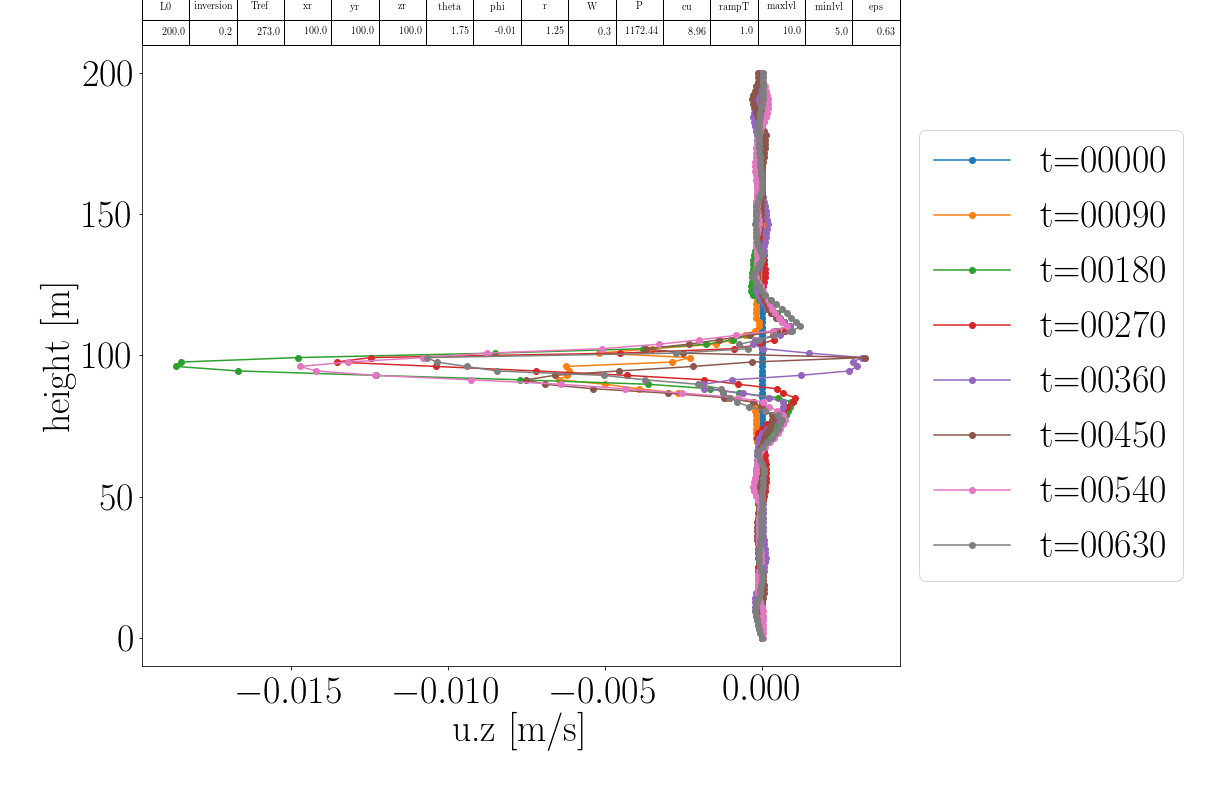 L0 inversion Tref xr yr zr theta phi r W P cu rampT maxlvl minlvl eps
200.0 0.2 273.0 100.0 100.0 100.0 1.75 -0.01 1.25 0.3 1172.44 8.96 1.0 10.0 5.0 0.63
200
150
100
50
0
height [m]
−0.015 −0.010 −0.005 0.000
u.z [m/s]
t=00000
t=00090
t=00180
t=00270
t=00360
t=00450
t=00540
t=00630